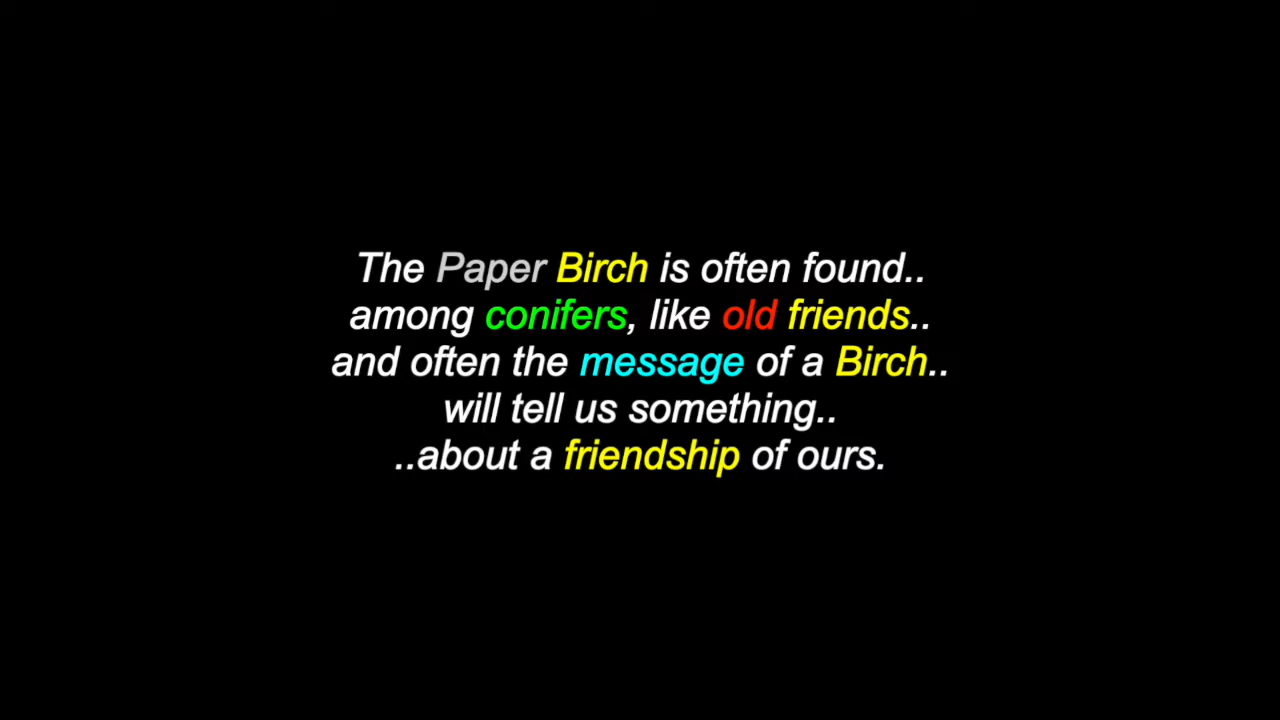 The Paper Birch is often found..
among conifers, like old friends..
and often the message of a Birch..
will tell us something..
..about a friendship of ours.